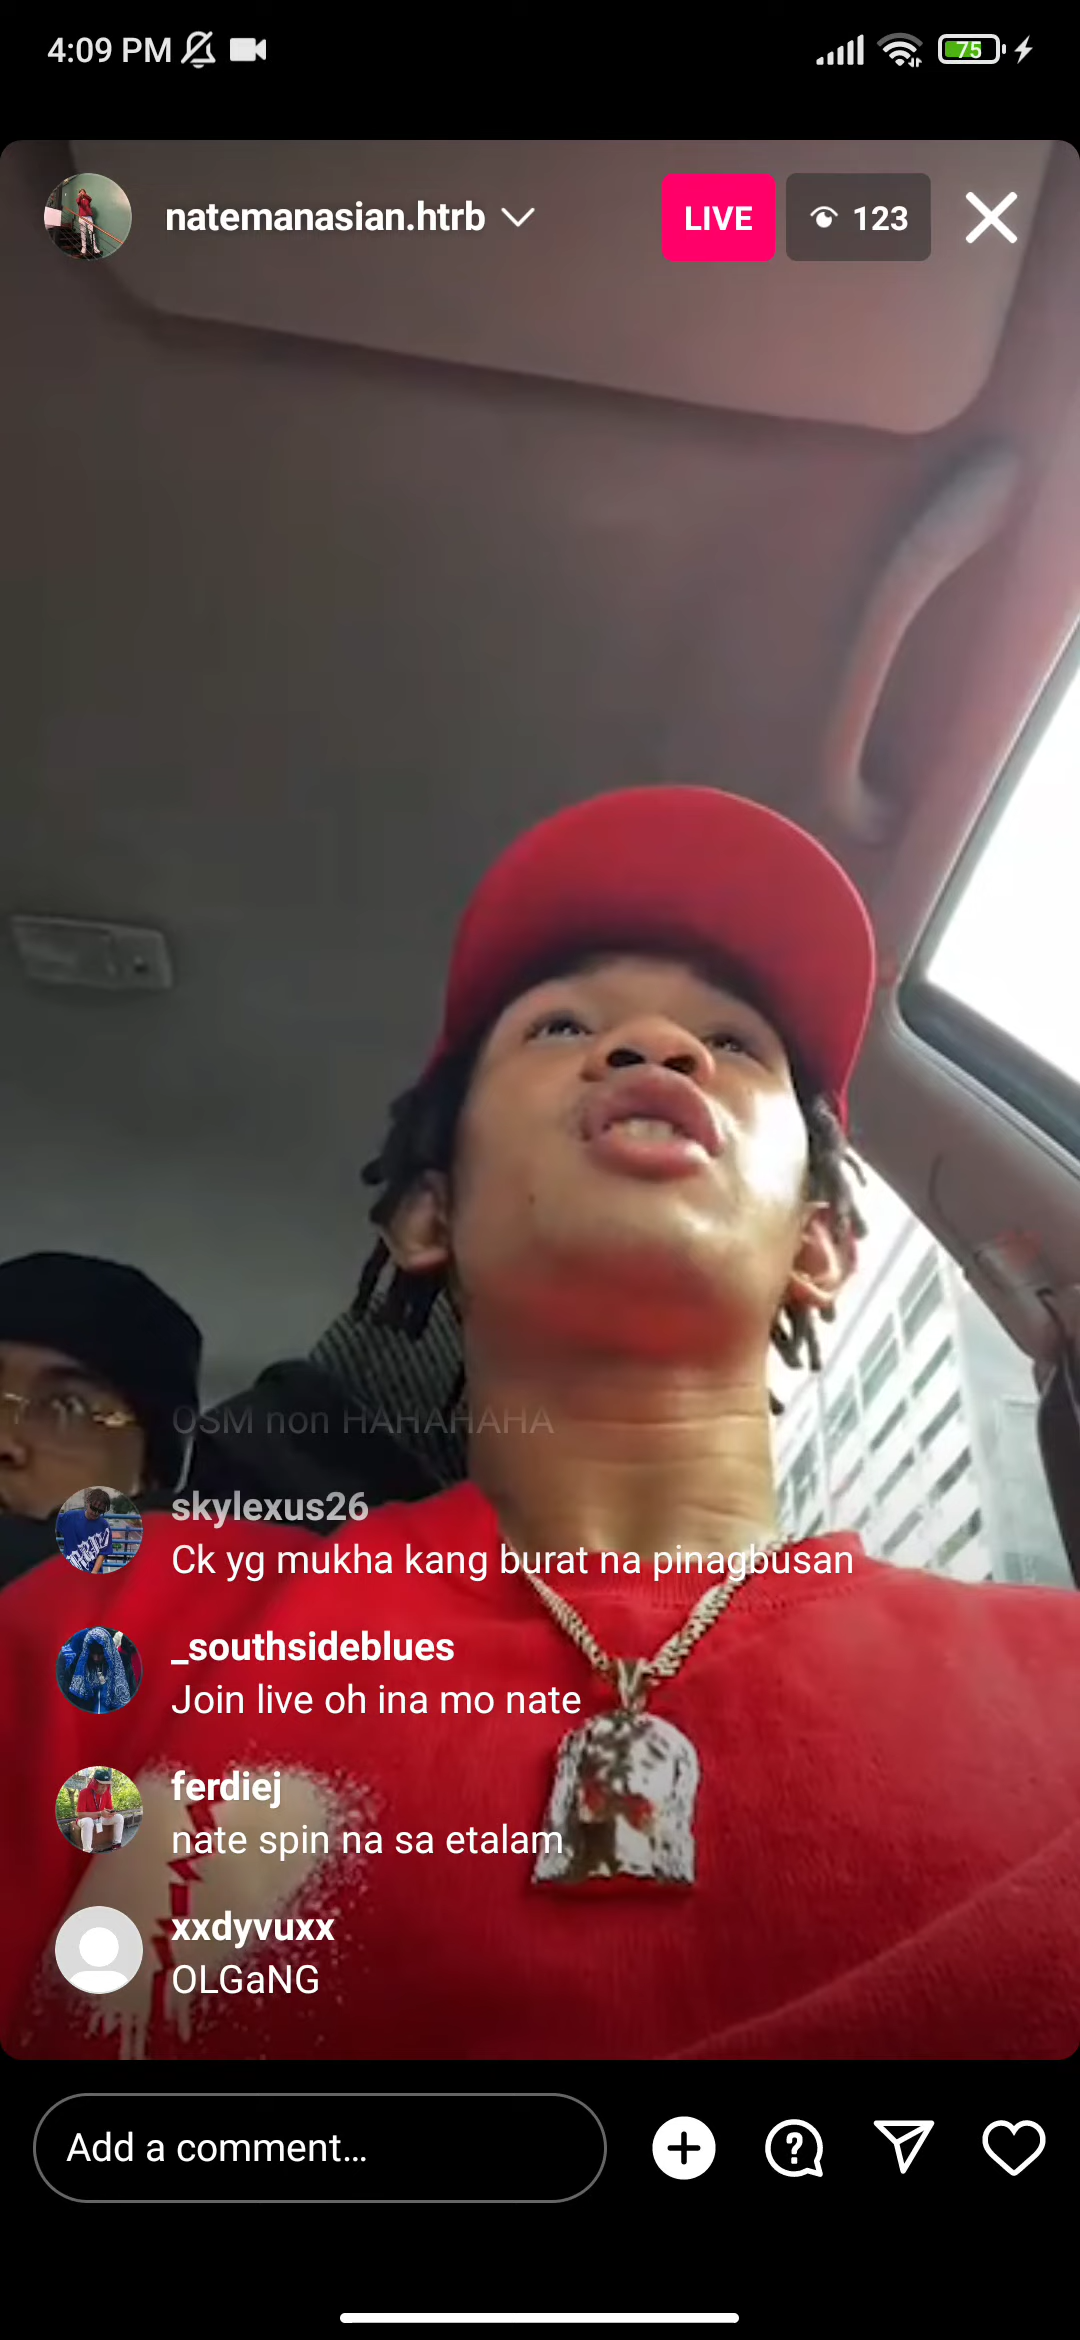 4:09 PM
75
natemanasian.htrb
LIVE
123
OSM non HAHAHAHA
skylexus26
Ck yg mukha kang burat na pinagbusan
_southsideblues
Join live oh ina mo nate
ferdiej
nate spin na sa etalam
xxdyvuxx
OLGaNG
Add a comment...